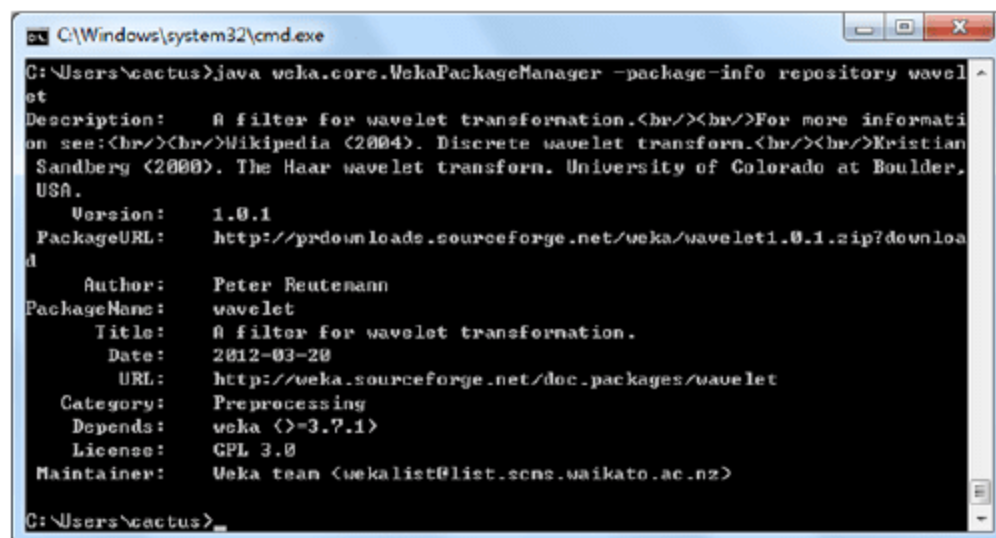 C:\Windows\system32\cmd.exe
C:\Users\cactus>java weka.core.WekaPackageManager -package-info repository wavel
et
Description:    A filter for wavelet transformation.<br/><br/>For more informati
on see:<br/><br/>Wikipedia (2004). Discrete wavelet transform.<br/><br/>Kristian
 Sandberg (2000). The Haar wavelet transform. University of Colorado at Boulder,
 USA.
    Version:    1.0.1
 PackageURL:    http://prdownloads.sourceforge.net/weka/wavelet1.0.1.zip?downloa
d
     Author:    Peter Reutemann
PackageName:    wavelet
      Title:    A filter for wavelet transformation.
       Date:    2012-03-20
        URL:    http://weka.sourceforge.net/doc.packages/wavelet
   Category:    Preprocessing
    Depends:    weka (>=3.7.1)
    License:    GPL 3.0
 Maintainer:    Weka team <wekalist@list.scms.waikato.ac.nz>
C:\Users\cactus>_